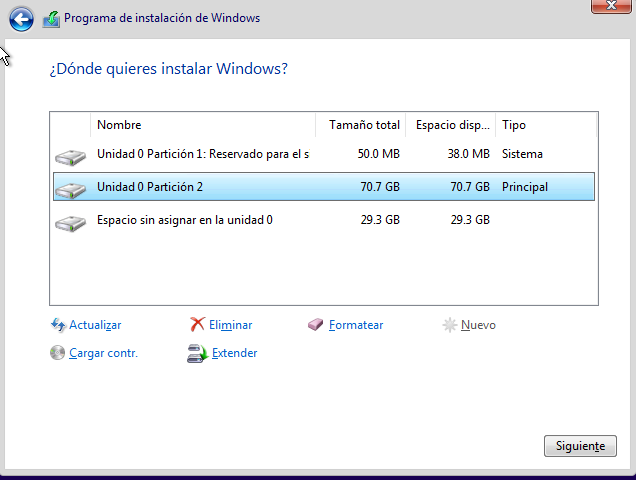 Programa de instalación de Windows
¿Dónde quieres instalar Windows?
Nombre Tamaño total Espacio disp... Tipo
Unidad 0 Partición 1: Reservado para el s 50.0 MB 38.0 MB Sistema
Unidad 0 Partición 2 70.7 GB 70.7 GB Principal
Espacio sin asignar en la unidad 0 29.3 GB 29.3 GB
Actualizar Eliminar Formatear Nuevo
Cargar contr. Extender
Siguiente